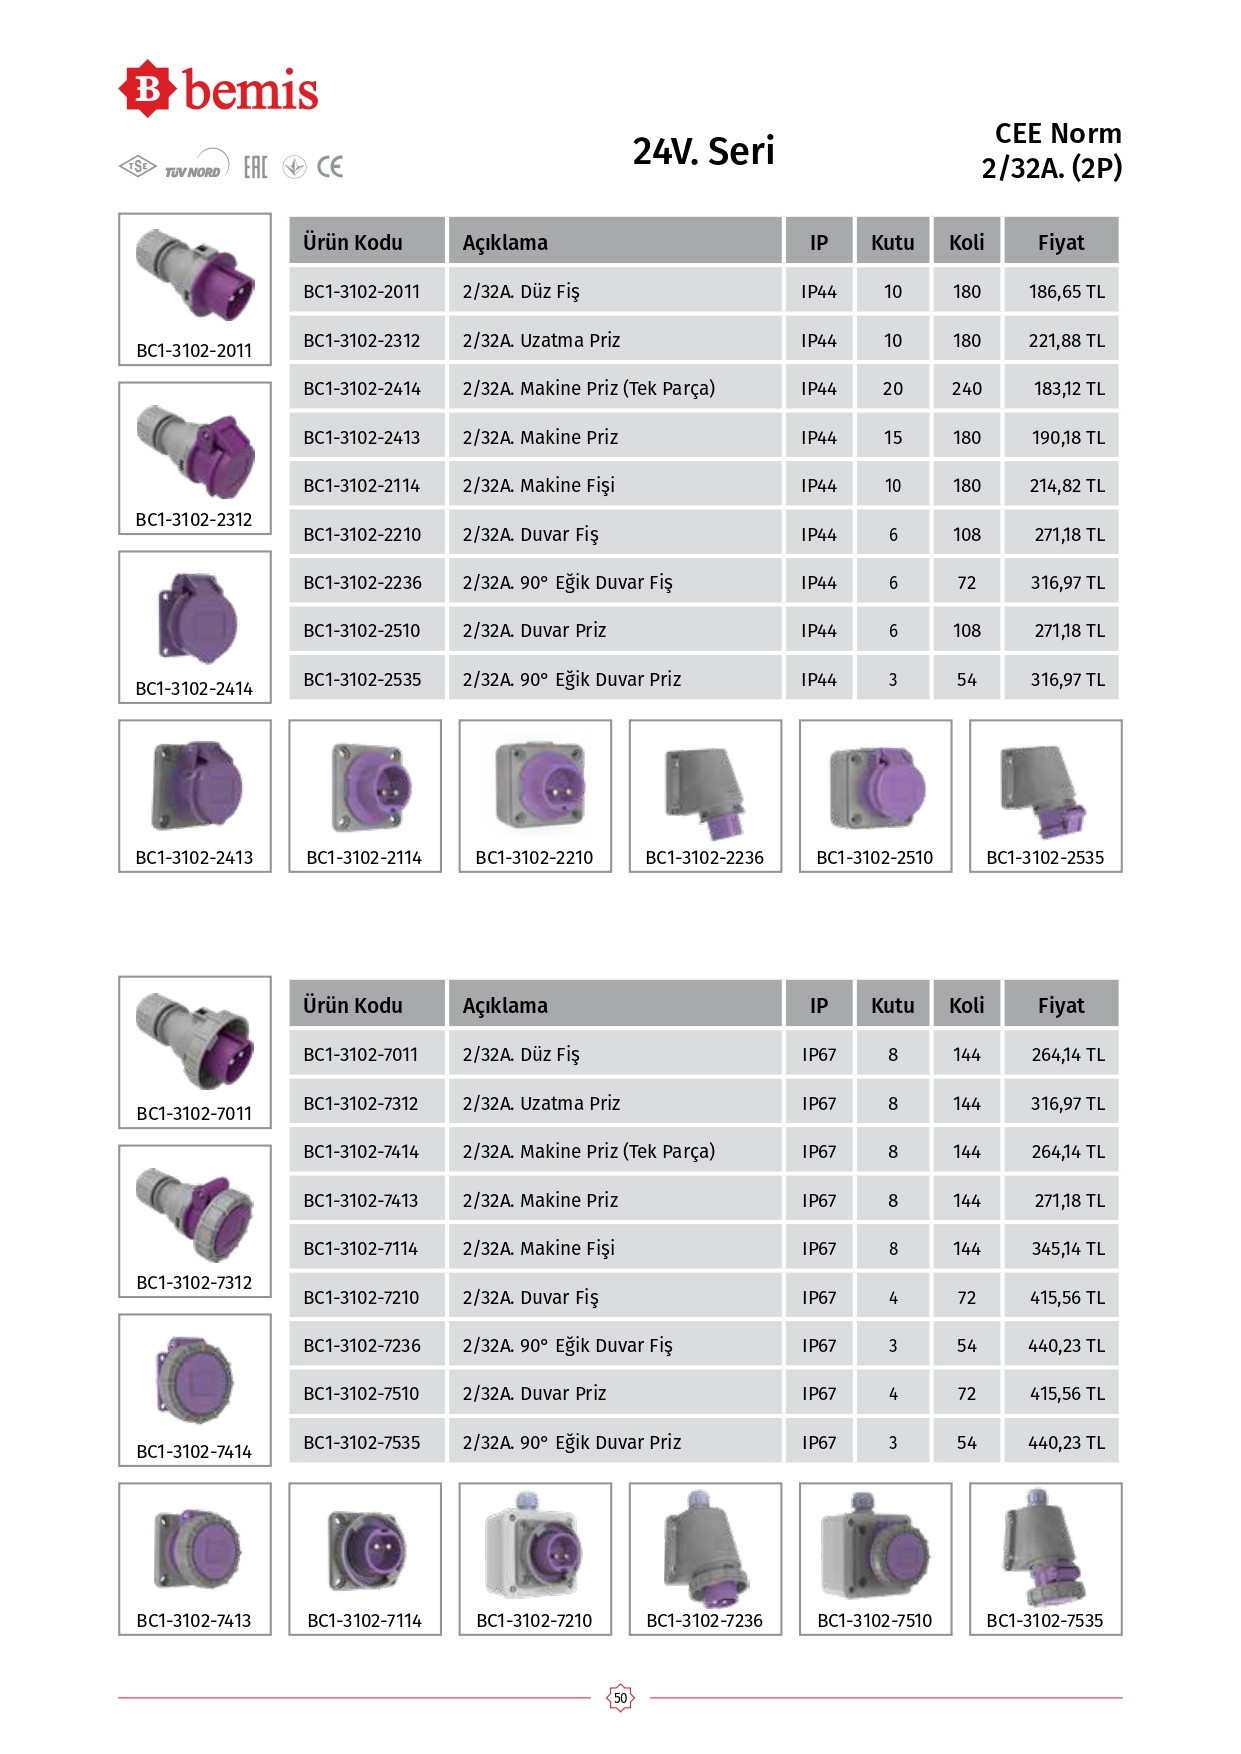 B bemis
TSE TÜV NORD EAC CE
24V. Seri
CEE Norm
2/32A. (2P)
BC1-3102-2011
BC1-3102-2312
BC1-3102-2414
Ürün Kodu Açıklama IP Kutu Koli Fiyat
BC1-3102-2011 2/32A. Düz Fiş IP44 10 180 186,65 TL
BC1-3102-2312 2/32A. Uzatma Priz IP44 10 180 221,88 TL
BC1-3102-2414 2/32A. Makine Priz (Tek Parça) IP44 20 240 183,12 TL
BC1-3102-2413 2/32A. Makine Priz IP44 15 180 190,18 TL
BC1-3102-2114 2/32A. Makine Fişi IP44 10 180 214,82 TL
BC1-3102-2210 2/32A. Duvar Fiş IP44 6 108 271,18 TL
BC1-3102-2236 2/32A. 90° Eğik Duvar Fiş IP44 6 72 316,97 TL
BC1-3102-2510 2/32A. Duvar Priz IP44 6 108 271,18 TL
BC1-3102-2535 2/32A. 90° Eğik Duvar Priz IP44 3 54 316,97 TL
BC1-3102-2413 BC1-3102-2114 BC1-3102-2210 BC1-3102-2236 BC1-3102-2510 BC1-3102-2535
BC1-3102-7011
BC1-3102-7312
BC1-3102-7414
Ürün Kodu Açıklama IP Kutu Koli Fiyat
BC1-3102-7011 2/32A. Düz Fiş IP67 8 144 264,14 TL
BC1-3102-7312 2/32A. Uzatma Priz IP67 8 144 316,97 TL
BC1-3102-7414 2/32A. Makine Priz (Tek Parça) IP67 8 144 264,14 TL
BC1-3102-7413 2/32A. Makine Priz IP67 8 144 271,18 TL
BC1-3102-7114 2/32A. Makine Fişi IP67 8 144 345,14 TL
BC1-3102-7210 2/32A. Duvar Fiş IP67 4 72 415,56 TL
BC1-3102-7236 2/32A. 90° Eğik Duvar Fiş IP67 3 54 440,23 TL
BC1-3102-7510 2/32A. Duvar Priz IP67 4 72 415,56 TL
BC1-3102-7535 2/32A. 90° Eğik Duvar Priz IP67 3 54 440,23 TL
BC1-3102-7413 BC1-3102-7114 BC1-3102-7210 BC1-3102-7236 BC1-3102-7510 BC1-3102-7535
50